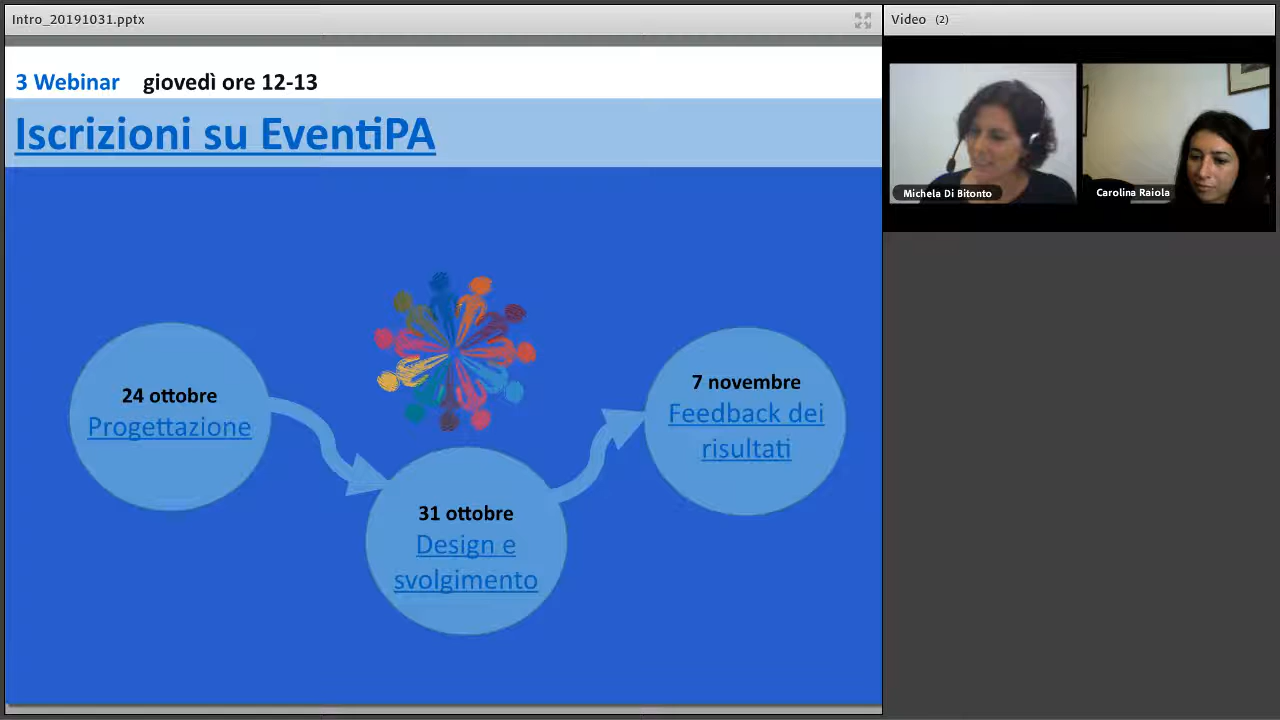 Intro_20191031.pptx
Video (2)
3 Webinar giovedì ore 12-13
Iscrizioni su EventiPA
Michela Di Bitonto
Carolina Raiola
24 ottobre
Progettazione
31 ottobre
Design e
svolgimento
7 novembre
Feedback dei
risultati